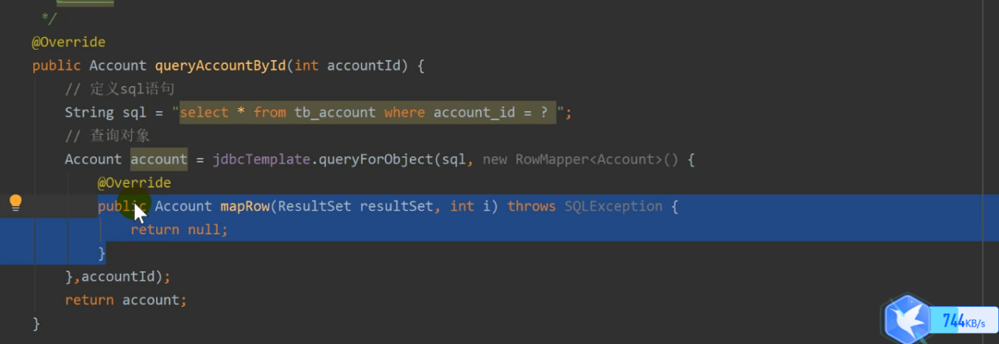 */
@Override
public Account queryAccountById(int accountId) {
// 定义sql语句
String sql = "select * from tb_account where account_id = ? ";
// 查询对象
Account account = jdbcTemplate.queryForObject(sql, new RowMapper<Account>() {
@Override
public Account mapRow(ResultSet resultSet, int i) throws SQLException {
return null;
}
},accountId);
return account;
}
744KB/s